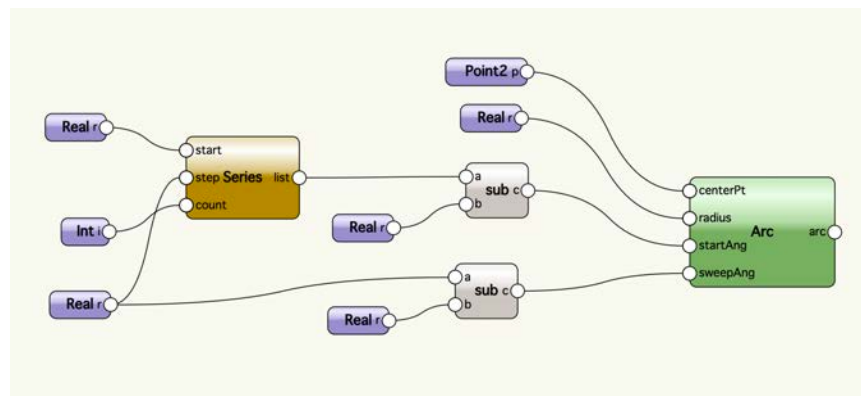 Point2 p
Real r
Real r
start
step Series list
count
Int i
a
sub c
b
Real r
centerPt
radius
Arc arc
startAng
sweepAng
Real r
a
sub c
b
Real r